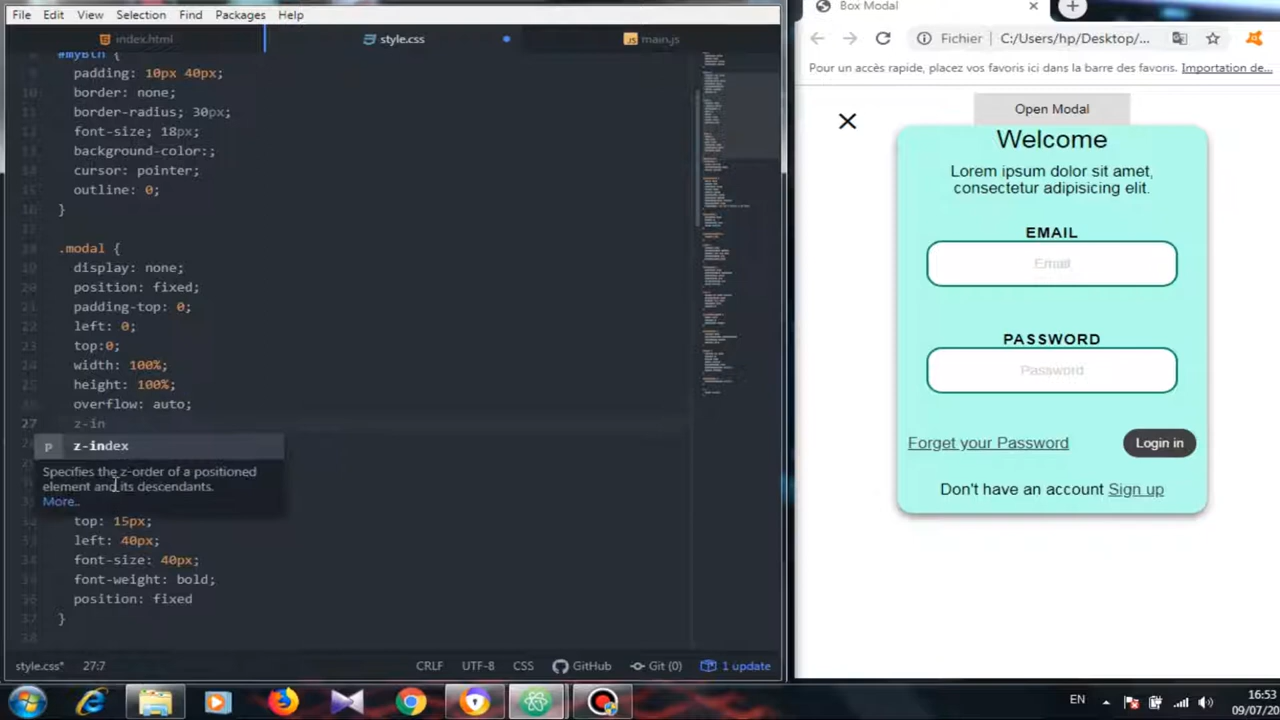 File Edit View Selection Find Packages Help
index.html
style.css
main.js
#myBtn {
padding: 10px 40px;
border: none;
border-radius: 30px;
font-size; 18px;
background-color:;
cursor: pointer;
outline: 0;
}
.modal {
display: none;
position: fixed;
padding-top: 0;
left: 0;
top:0;
width: 100%;
height: 100%;
overflow: auto;
27 z-in
p z-index
Specifies the z-order of a positioned
element and its descendants.
More..
top: 15px;
left: 40px;
font-size: 40px;
font-weight: bold;
position: fixed
37 }
38
style.css* 27:7 CRLF UTF-8 CSS GitHub Git (0) 1 update
Box Modal
Fichier C:/Users/hp/Desktop/...
Pour un accès rapide, placez vos favoris ici dans la barre des favoris. Importation de...
Open Modal
Welcome
Lorem ipsum dolor sit amet,
consectetur adipisicing elit.
EMAIL
Email
PASSWORD
Password
Forget your Password Login in
Don't have an account Sign up
EN
16:53
09/07/20